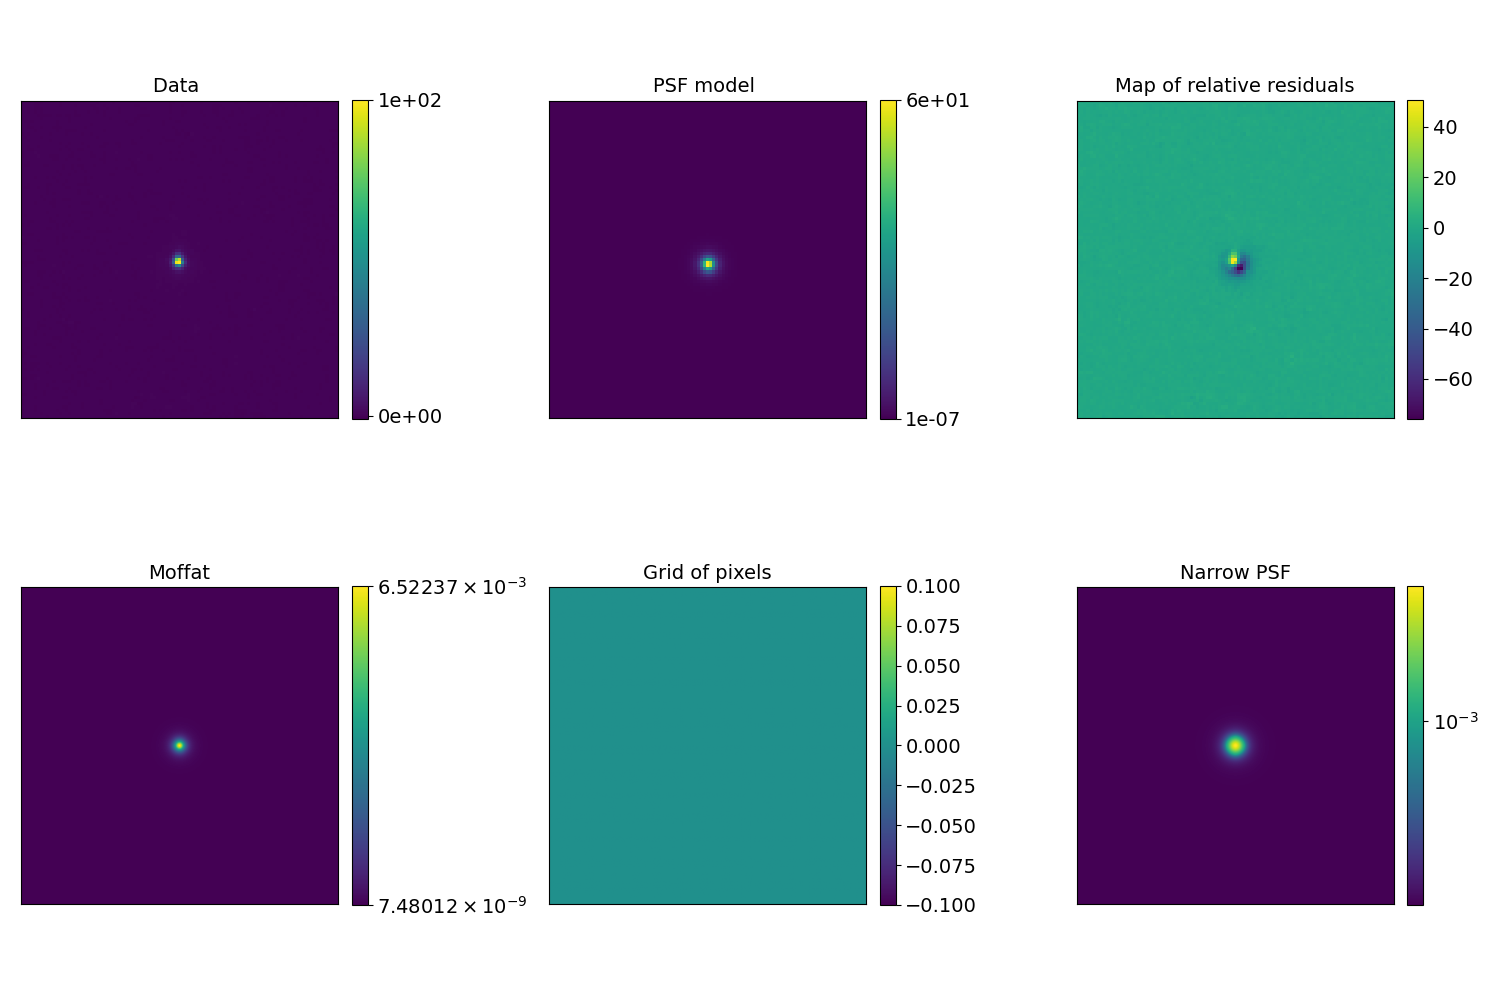 Data
1e+02
0e+00
PSF model
6e+01
1e-07
Map of relative residuals
40
20
0
−20
−40
−60
Moffat
6.52237 × 10⁻³
7.48012 × 10⁻⁹
Grid of pixels
0.100
0.075
0.050
0.025
0.000
−0.025
−0.050
−0.075
−0.100
Narrow PSF
10⁻³